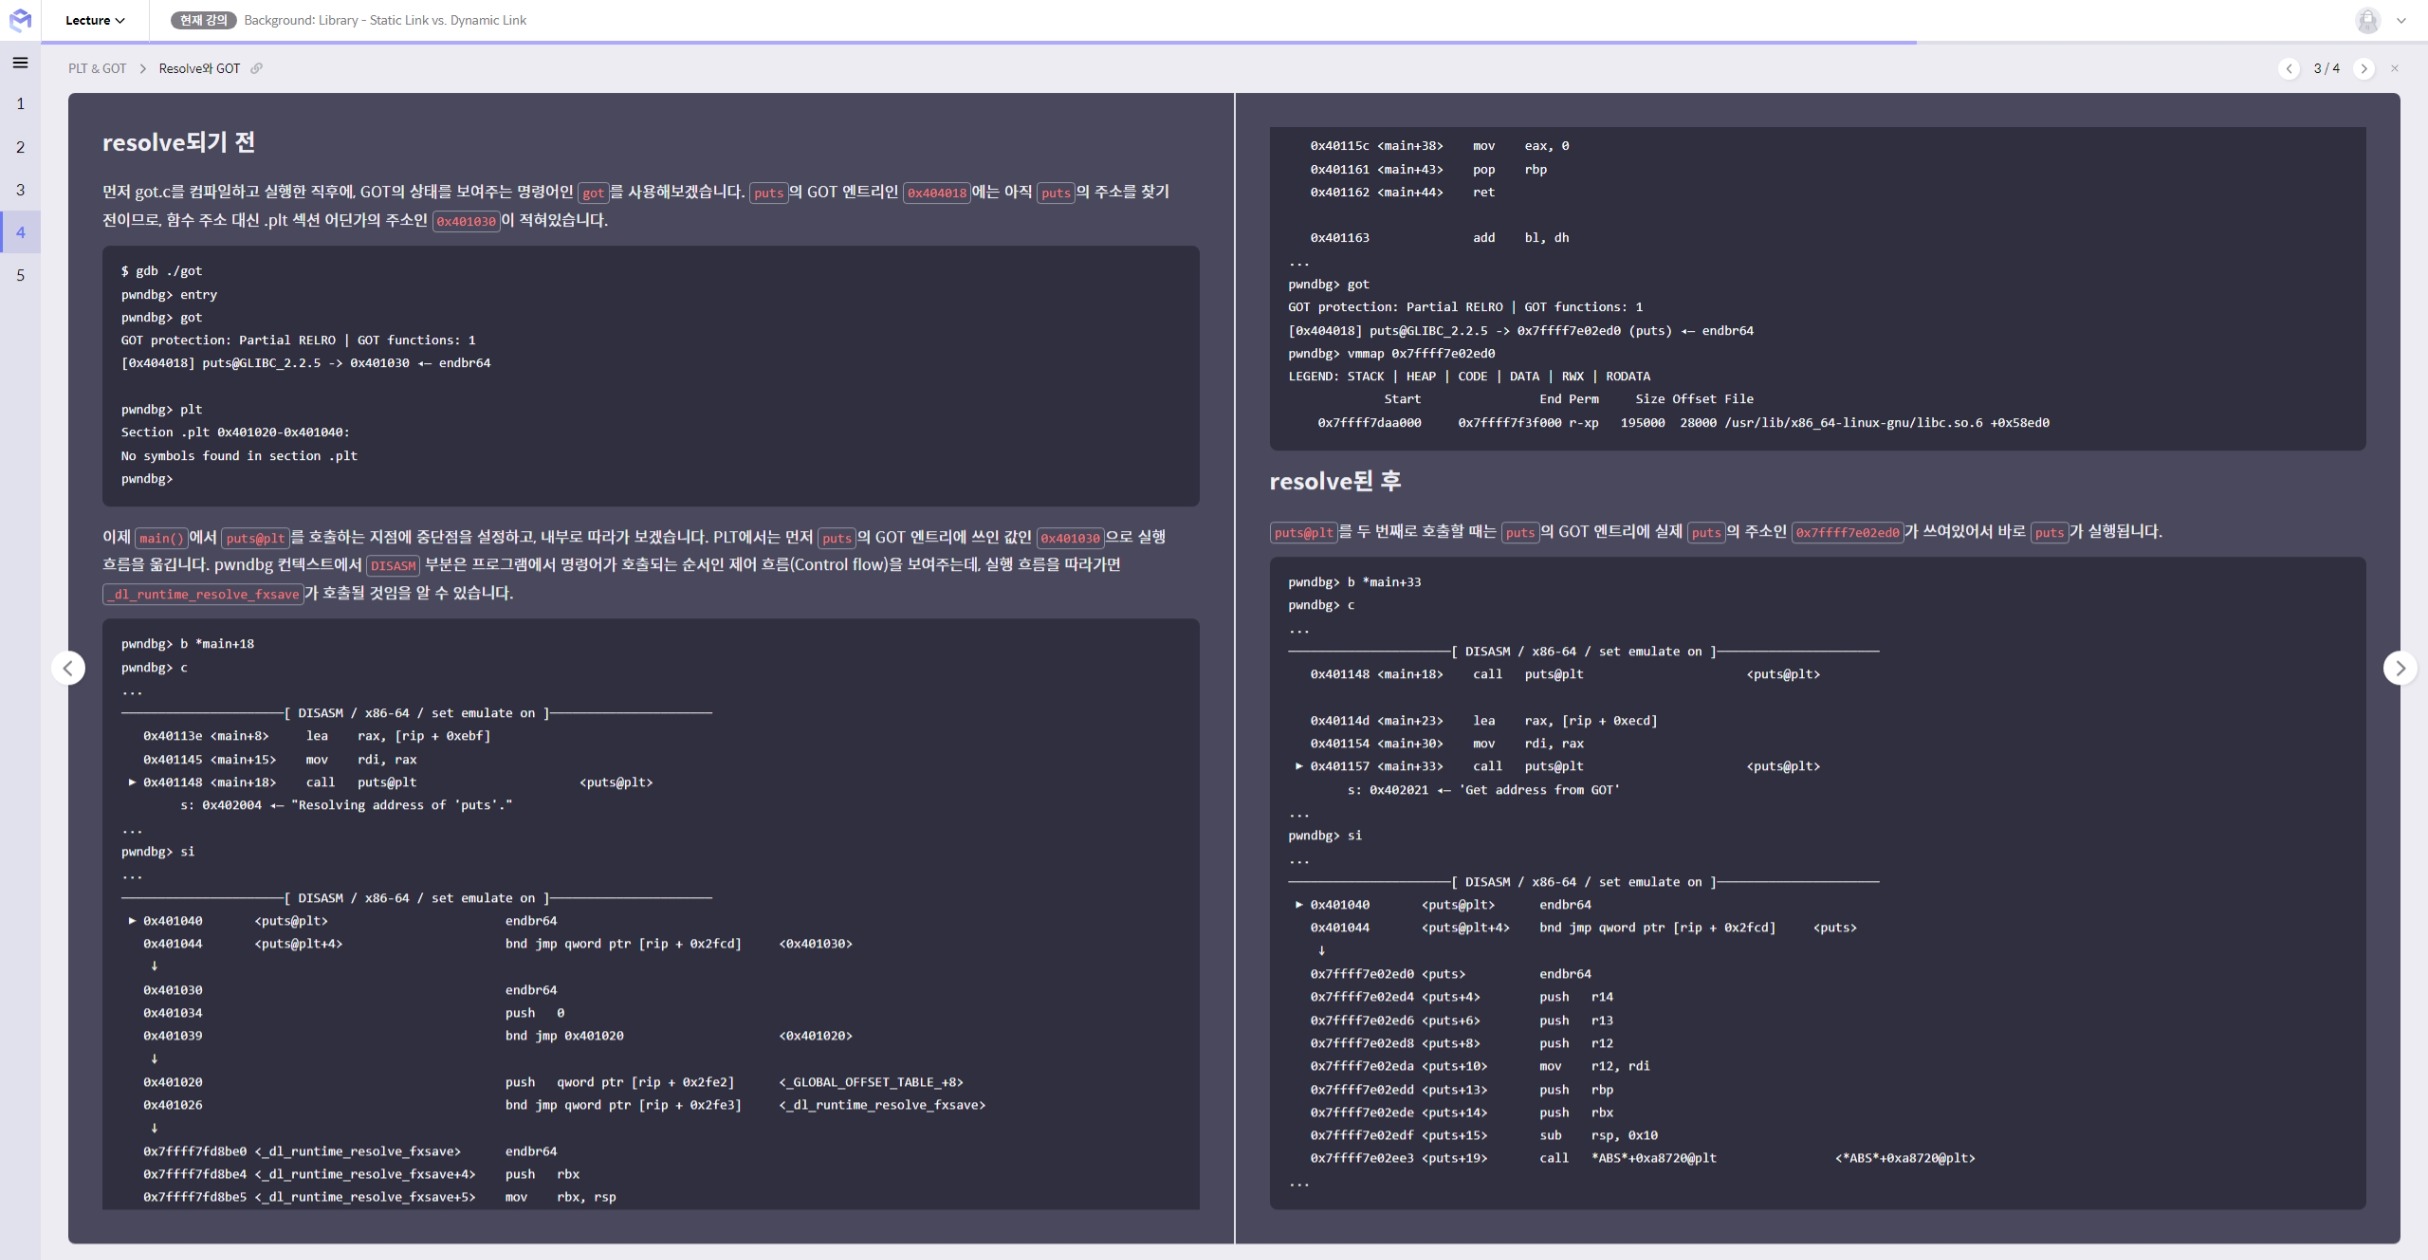 Lecture
현재 강의 Background: Library - Static Link vs. Dynamic Link
PLT & GOT > Resolve와 GOT
3 / 4
1
2
3
4
5
resolve되기 전
먼저 got.c를 컴파일하고 실행한 직후에, GOT의 상태를 보여주는 명령어인 got를 사용해보겠습니다. puts의 GOT 엔트리인 0x404018에는 아직 puts의 주소를 찾기
전이므로, 함수 주소 대신 .plt 섹션 어딘가의 주소인 0x401030이 적혀있습니다.
$ gdb ./got
pwndbg> entry
pwndbg> got
GOT protection: Partial RELRO | GOT functions: 1
[0x404018] puts@GLIBC_2.2.5 -> 0x401030 ◂— endbr64
pwndbg> plt
Section .plt 0x401020-0x401040:
No symbols found in section .plt
pwndbg>
이제 main()에서 puts@plt를 호출하는 지점에 중단점을 설정하고, 내부로 따라가 보겠습니다. PLT에서는 먼저 puts의 GOT 엔트리에 쓰인 값인 0x401030으로 실행
흐름을 옮깁니다. pwndbg 컨텍스트에서 DISASM 부분은 프로그램에서 명령어가 호출되는 순서인 제어 흐름(Control flow)을 보여주는데, 실행 흐름을 따라가면
_dl_runtime_resolve_fxsave가 호출될 것임을 알 수 있습니다.
pwndbg> b *main+18
pwndbg> c
...
──────────────────────[ DISASM / x86-64 / set emulate on ]──────────────────────
0x40113e <main+8> lea rax, [rip + 0xebf]
0x401145 <main+15> mov rdi, rax
► 0x401148 <main+18> call puts@plt <puts@plt>
s: 0x402004 ◂— "Resolving address of 'puts'."
...
pwndbg> si
...
──────────────────────[ DISASM / x86-64 / set emulate on ]──────────────────────
► 0x401040 <puts@plt> endbr64
0x401044 <puts@plt+4> bnd jmp qword ptr [rip + 0x2fcd] <0x401030>
↓
0x401030 endbr64
0x401034 push 0
0x401039 bnd jmp 0x401020 <0x401020>
↓
0x401020 push qword ptr [rip + 0x2fe2] <_GLOBAL_OFFSET_TABLE_+8>
0x401026 bnd jmp qword ptr [rip + 0x2fe3] <_dl_runtime_resolve_fxsave>
↓
0x7ffff7fd8be0 <_dl_runtime_resolve_fxsave> endbr64
0x7ffff7fd8be4 <_dl_runtime_resolve_fxsave+4> push rbx
0x7ffff7fd8be5 <_dl_runtime_resolve_fxsave+5> mov rbx, rsp
0x40115c <main+38> mov eax, 0
0x401161 <main+43> pop rbp
0x401162 <main+44> ret
0x401163 add bl, dh
...
pwndbg> got
GOT protection: Partial RELRO | GOT functions: 1
[0x404018] puts@GLIBC_2.2.5 -> 0x7ffff7e02ed0 (puts) ◂— endbr64
pwndbg> vmmap 0x7ffff7e02ed0
LEGEND: STACK | HEAP | CODE | DATA | RWX | RODATA
Start End Perm Size Offset File
0x7ffff7daa000 0x7ffff7f3f000 r-xp 195000 28000 /usr/lib/x86_64-linux-gnu/libc.so.6 +0x58ed0
resolve된 후
puts@plt를 두 번째로 호출할 때는 puts의 GOT 엔트리에 실제 puts의 주소인 0x7ffff7e02ed0가 쓰여있어서 바로 puts가 실행됩니다.
pwndbg> b *main+33
pwndbg> c
...
──────────────────────[ DISASM / x86-64 / set emulate on ]──────────────────────
0x401148 <main+18> call puts@plt <puts@plt>
0x40114d <main+23> lea rax, [rip + 0xecd]
0x401154 <main+30> mov rdi, rax
► 0x401157 <main+33> call puts@plt <puts@plt>
s: 0x402021 ◂— 'Get address from GOT'
...
pwndbg> si
...
──────────────────────[ DISASM / x86-64 / set emulate on ]──────────────────────
► 0x401040 <puts@plt> endbr64
0x401044 <puts@plt+4> bnd jmp qword ptr [rip + 0x2fcd] <puts>
↓
0x7ffff7e02ed0 <puts> endbr64
0x7ffff7e02ed4 <puts+4> push r14
0x7ffff7e02ed6 <puts+6> push r13
0x7ffff7e02ed8 <puts+8> push r12
0x7ffff7e02eda <puts+10> mov r12, rdi
0x7ffff7e02edd <puts+13> push rbp
0x7ffff7e02ede <puts+14> push rbx
0x7ffff7e02edf <puts+15> sub rsp, 0x10
0x7ffff7e02ee3 <puts+19> call *ABS*+0xa8720@plt <*ABS*+0xa8720@plt>
...